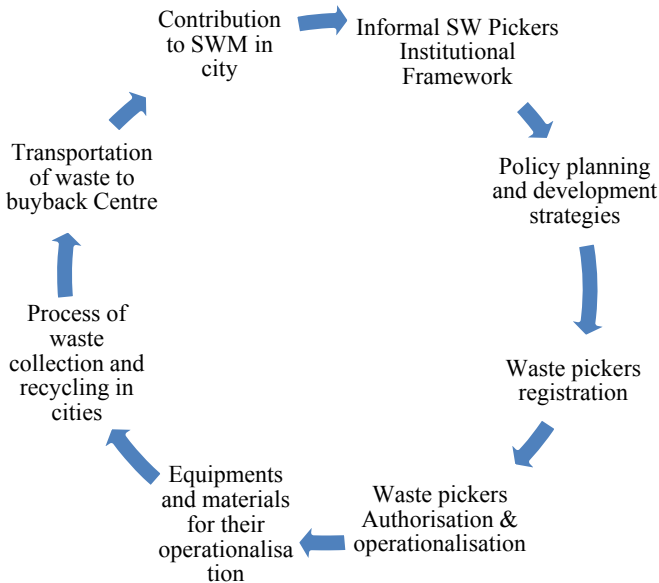 Contribution
to SWM in
city
Informal SW Pickers
Institutional
Framework
Policy planning
and development
strategies
Waste pickers
registration
Waste pickers
Authorisation &
operationalisation
Equipments
and materials
for their
operationalisa
tion
Process of
waste
collection and
recycling in
cities
Transportation
of waste to
buyback Centre